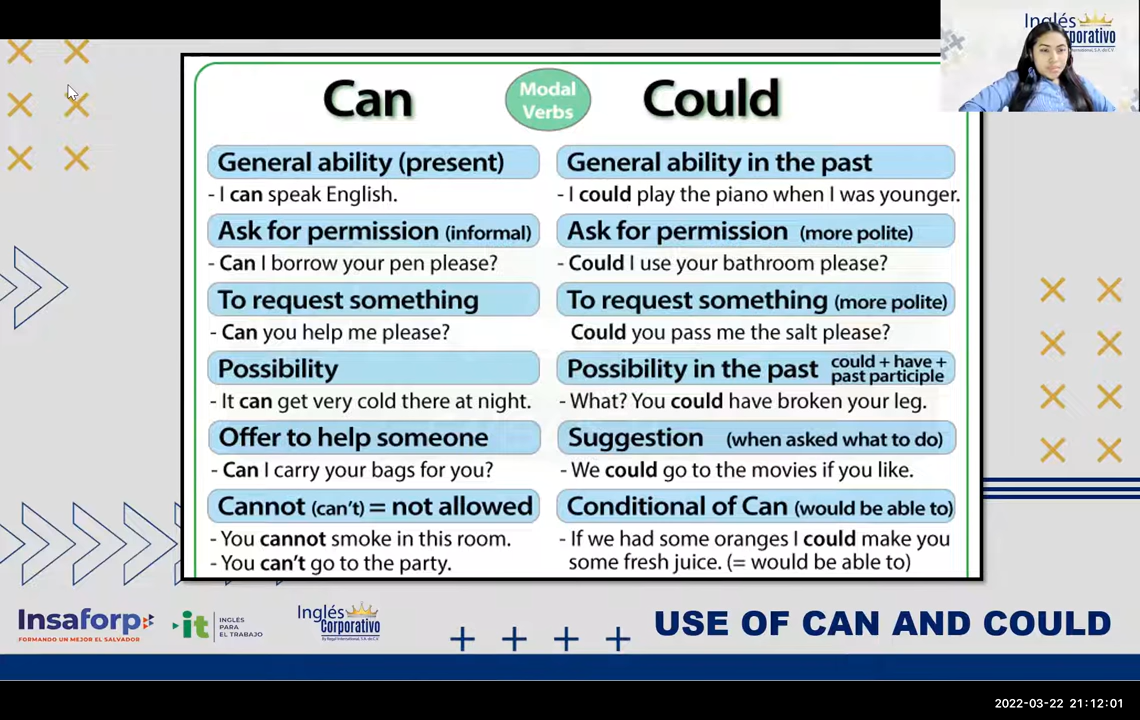 Inglés
Corporativo
Can
Modal
Verbs
Could
General ability (present)
- I can speak English.
Ask for permission (informal)
- Can I borrow your pen please?
To request something
- Can you help me please?
Possibility
- It can get very cold there at night.
Offer to help someone
- Can I carry your bags for you?
Cannot (can't) = not allowed
- You cannot smoke in this room.
- You can't go to the party.
General ability in the past
- I could play the piano when I was younger.
Ask for permission (more polite)
- Could I use your bathroom please?
To request something (more polite)
Could you pass me the salt please?
Possibility in the past could + have +
past participle
- What? You could have broken your leg.
Suggestion (when asked what to do)
- We could go to the movies if you like.
Conditional of Can (would be able to)
- If we had some oranges I could make you
some fresh juice. (= would be able to)
Insaforp
FORMANDO UN MEJOR EL SALVADOR
it
INGLÉS
PARA
EL TRABAJO
Inglés
Corporativo
By Regal International, S.A. de C.V.
USE OF CAN AND COULD
2022-03-22 21:12:01